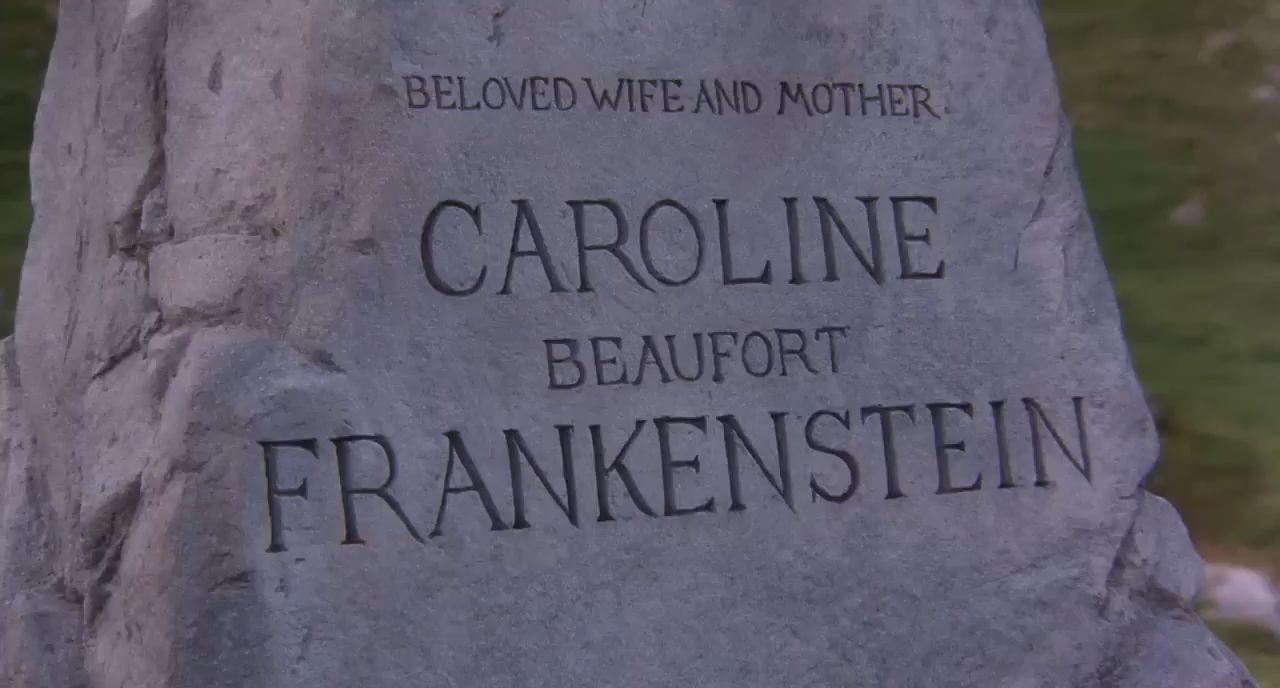 BELOVED WIFE AND MOTHER.
CAROLINE
BEAUFORT
FRANKENSTEIN